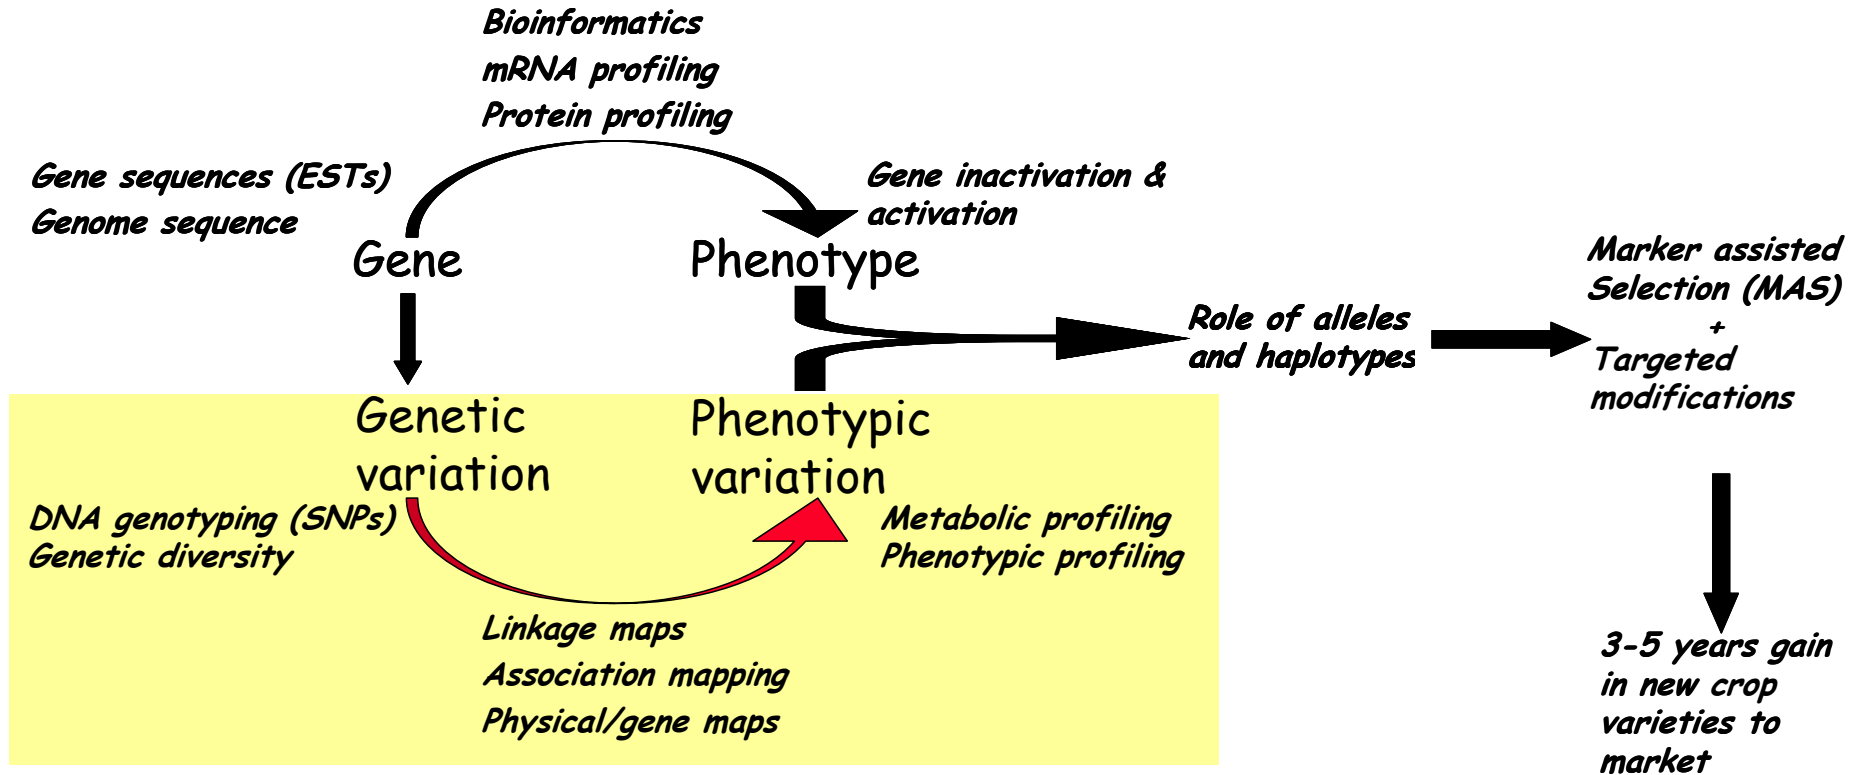 Bioinformatics
mRNA profiling
Protein profiling
Gene sequences (ESTs)
Genome sequence
Gene inactivation &
activation
Gene
Phenotype
Marker assisted
Selection (MAS)
+
Targeted
modifications
Role of alleles
and haplotypes
Genetic
variation
Phenotypic
variation
DNA genotyping (SNPs)
Genetic diversity
Metabolic profiling
Phenotypic profiling
Linkage maps
Association mapping
Physical/gene maps
3-5 years gain
in new crop
varieties to
market